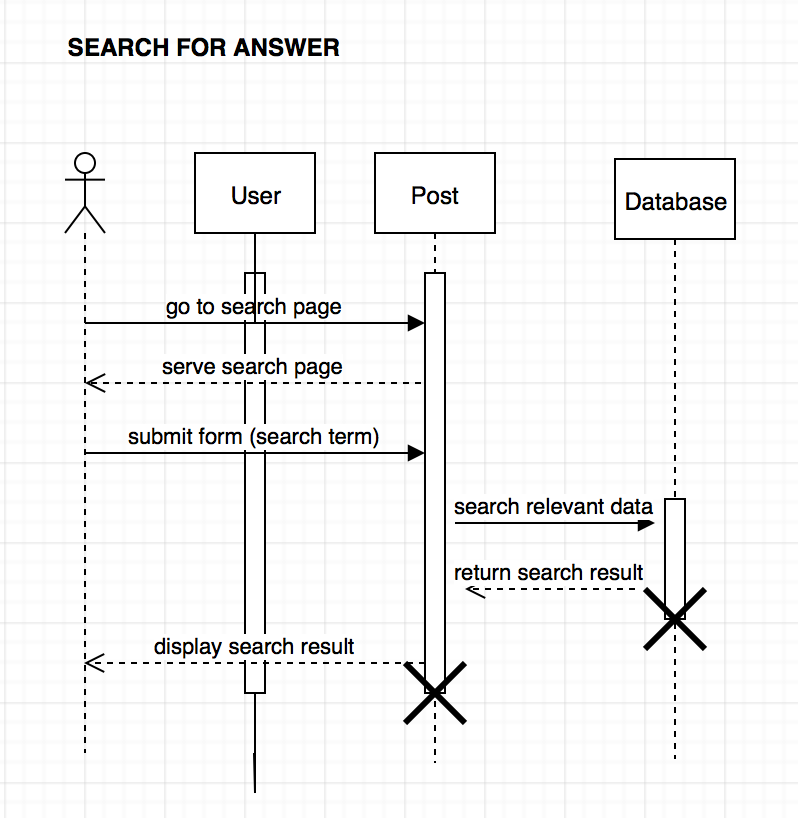 SEARCH FOR ANSWER
User
Post
Database
go to search page
serve search page
submit form (search term)
search relevant data
return search result
display search result